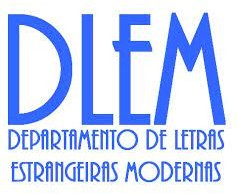 DLEM
DEPARTAMENTO DE LETRAS
ESTRANGEIRAS MODERNAS